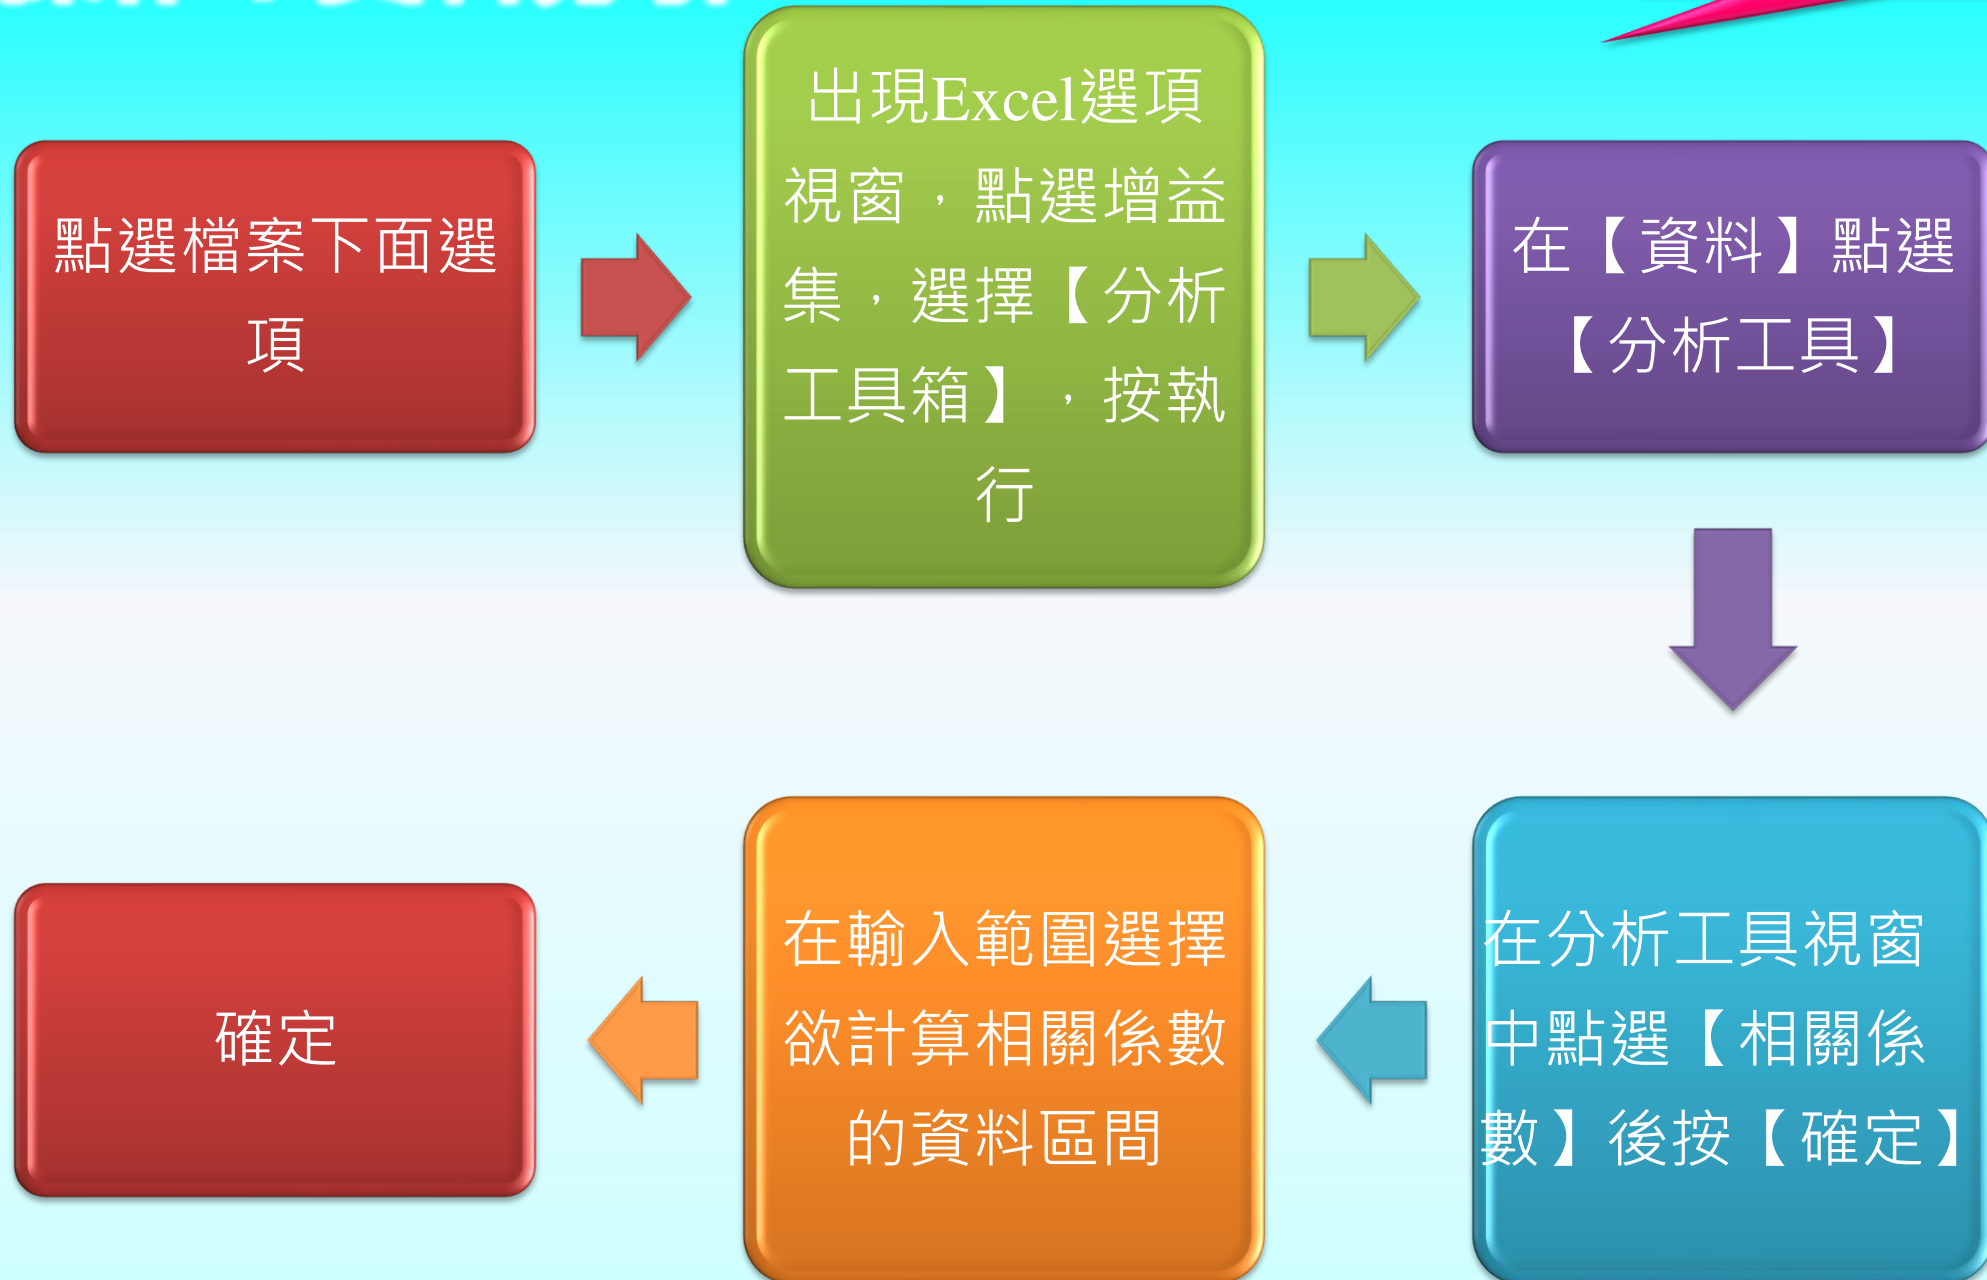 點選檔案下面選
項
出現Excel選項
視窗，點選增益
集，選擇【分析
工具箱】，按執
行
在【資料】點選
【分析工具】
在分析工具視窗
中點選【相關係
數】後按【確定】
在輸入範圍選擇
欲計算相關係數
的資料區間
確定